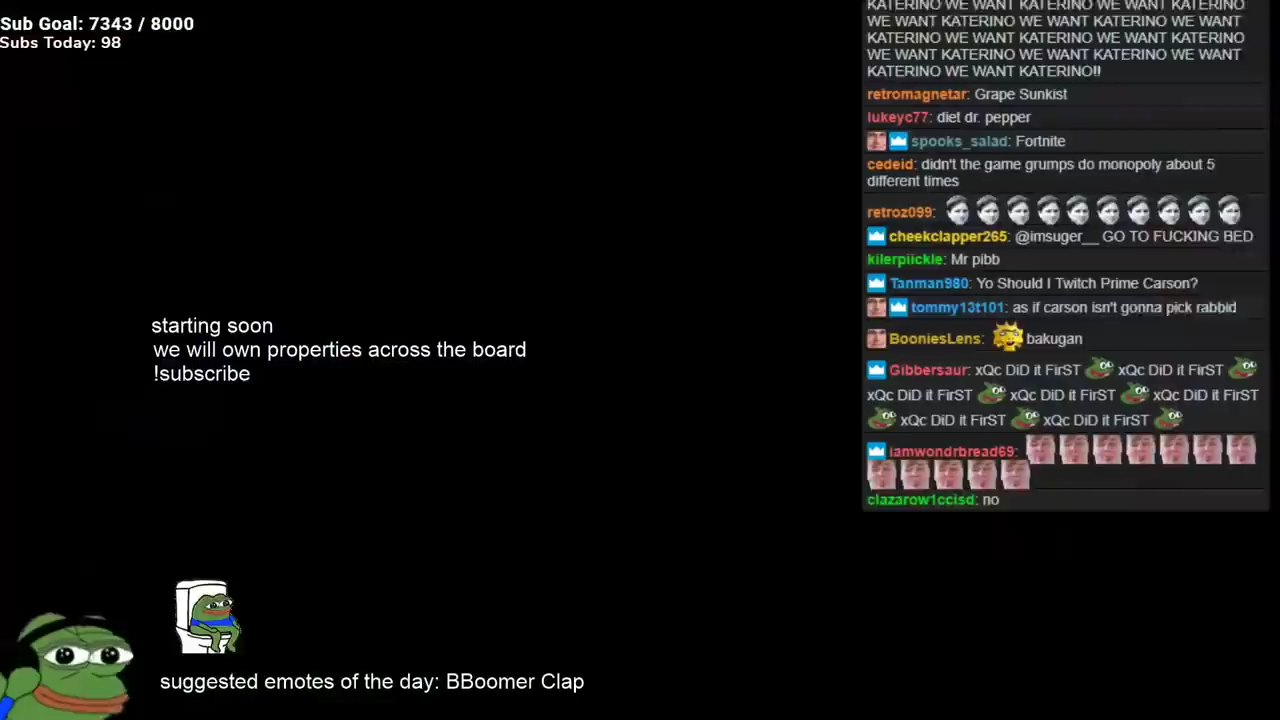 Sub Goal: 7343 / 8000
Subs Today: 98
KATERINO WE WANT KATERINO WE WANT KATERINO
WE WANT KATERINO WE WANT KATERINO WE WANT
KATERINO WE WANT KATERINO WE WANT KATERINO
WE WANT KATERINO WE WANT KATERINO WE WANT
KATERINO WE WANT KATERINO!!
retromagnetar: Grape Sunkist
lukeyc77: diet dr. pepper
spooks_salad: Fortnite
cedeid: didn't the game grumps do monopoly about 5
different times
retroz099:
cheekclapper265: @imsuger__ GO TO FUCKING BED
kilerpiickle: Mr pibb
Tanman980: Yo Should I Twitch Prime Carson?
tommy13t101: as if carson isn't gonna pick rabbid
BooniesLens: bakugan
Gibbersaur: xQc DiD it FirST xQc DiD it FirST
xQc DiD it FirST xQc DiD it FirST xQc DiD it FirST
xQc DiD it FirST xQc DiD it FirST
iamwondrbread69:
clazarow1ccisd: no
starting soon
we will own properties across the board
!subscribe
suggested emotes of the day: BBoomer Clap